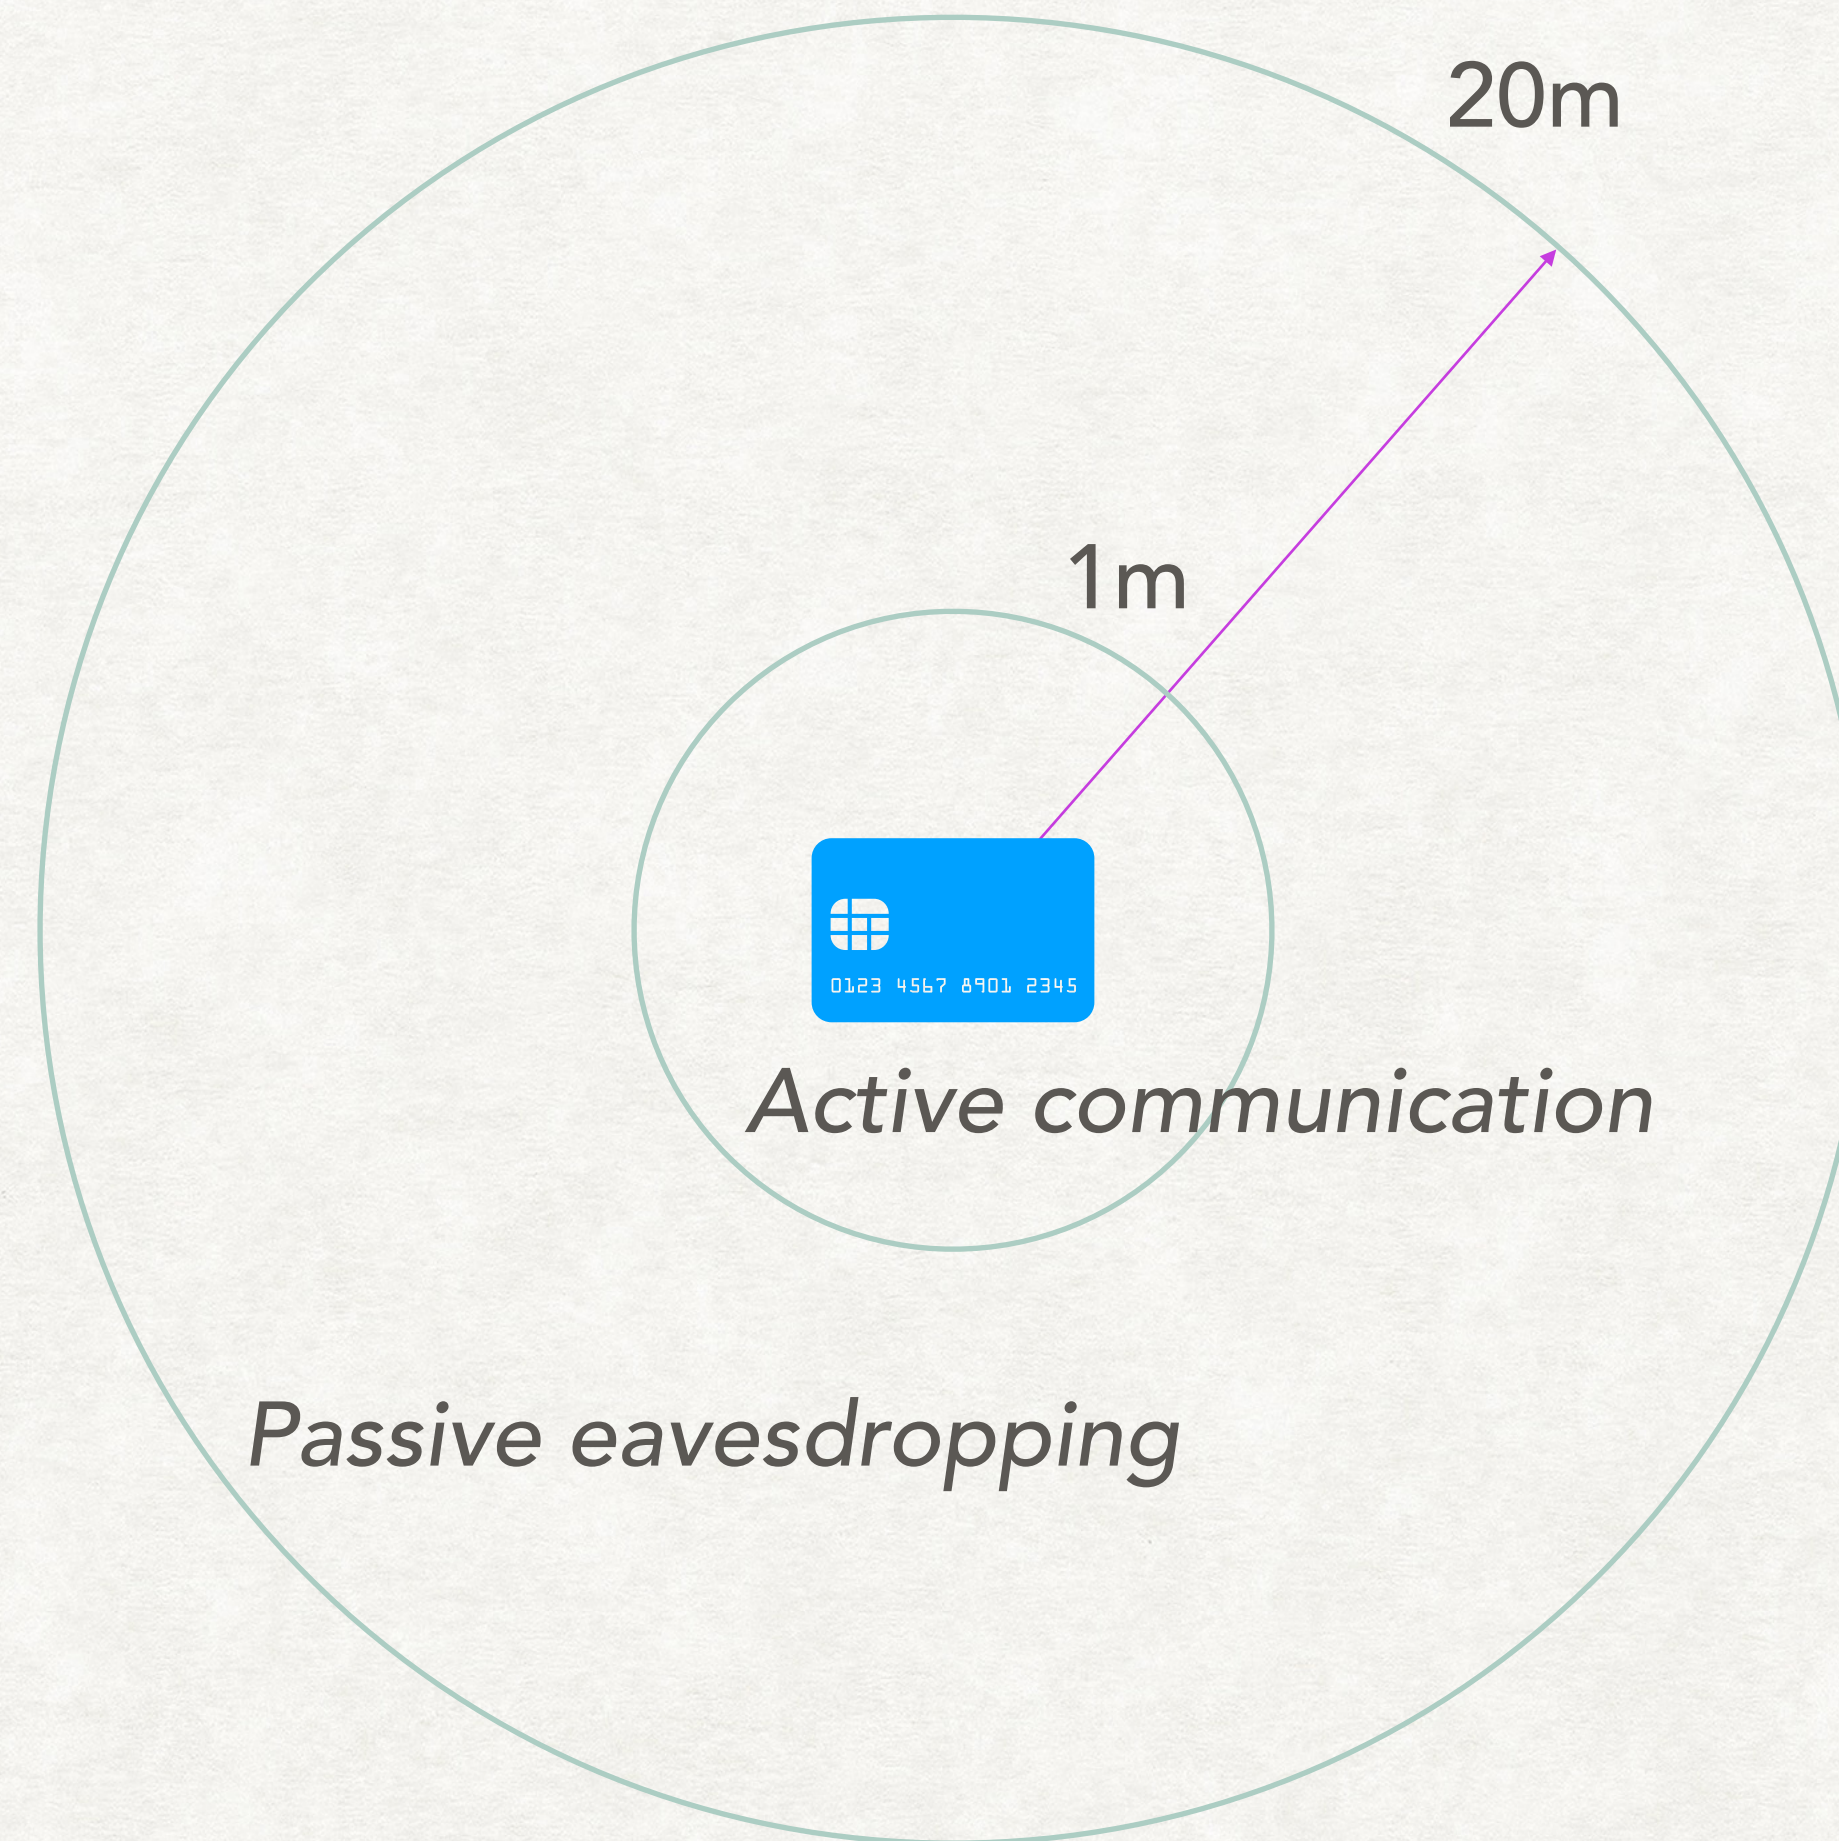 20m
1m
0123 4567 8901 2345
Active communication
Passive eavesdropping